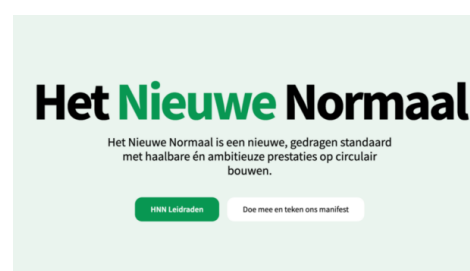 Het Nieuwe Normaal
Het Nieuwe Normaal is een nieuwe, gedragen standaard
met haalbare én ambitieuze prestaties op circulair
bouwen.
HNN Leidraden
Doe mee en teken ons manifest